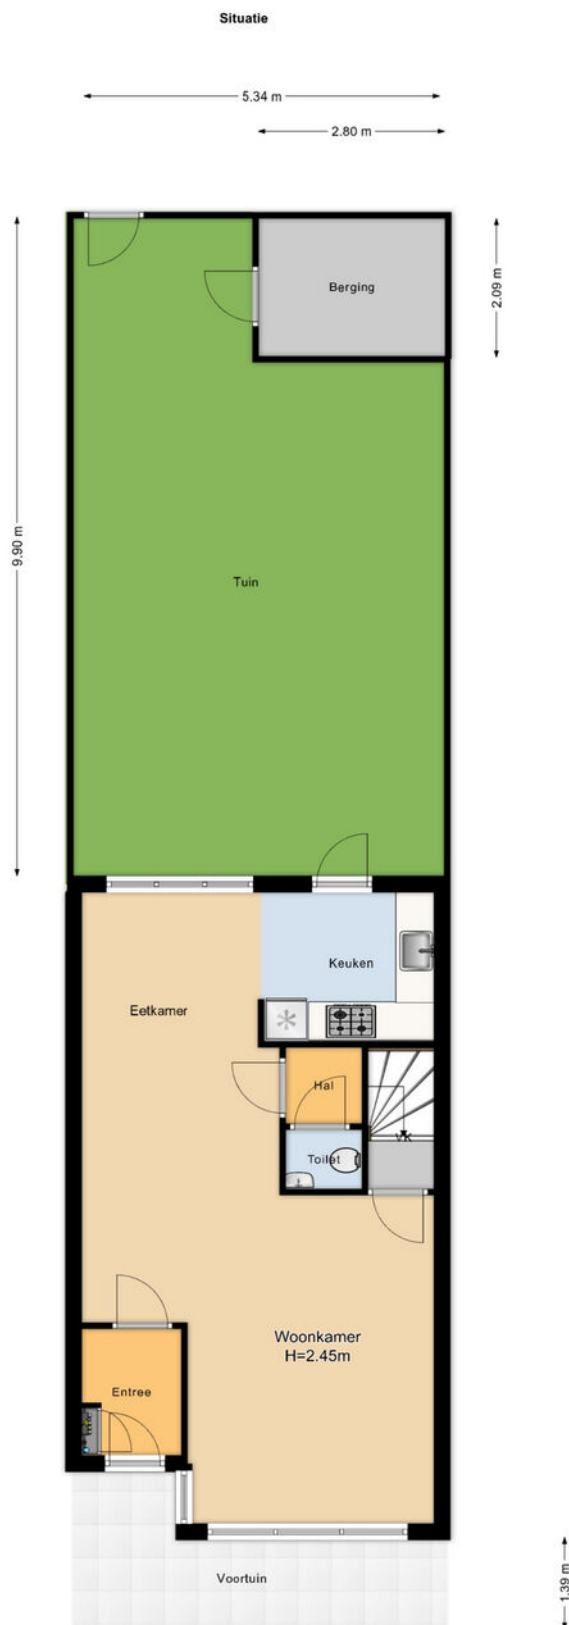 Situatie
5.34 m
2.80 m
Berging
2.09 m
9.90 m
Tuin
Keuken
Eetkamer
Hal
VK
Toilet
Woonkamer
H=2.45m
Entree
Voortuin
1.39 m